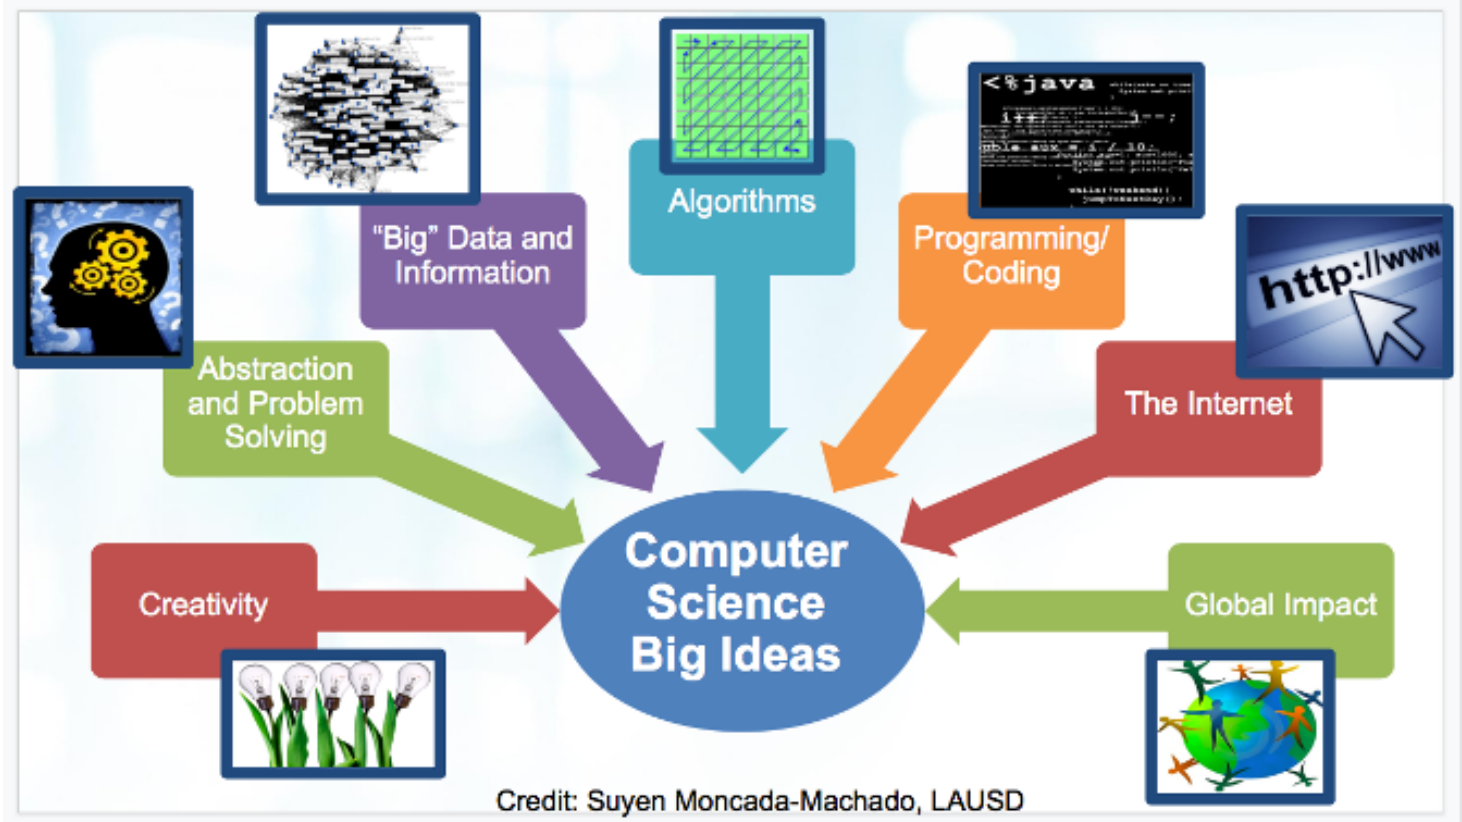 <%java
i++;
i--;
Algorithms
"Big" Data and
Information
Programming/
Coding
http://www
Abstraction
and Problem
Solving
The Internet
Computer
Science
Big Ideas
Creativity
Global Impact
Credit: Suyen Moncada-Machado, LAUSD